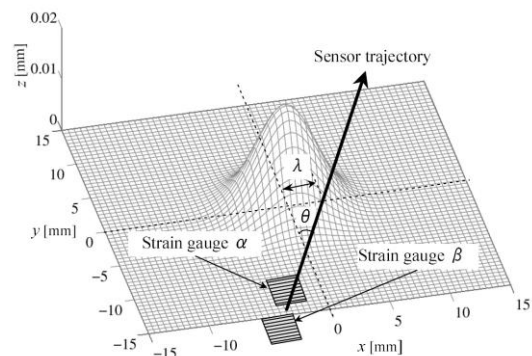 0.02
0.01
0
z [mm]
Sensor trajectory
15
10
5
0
−5
−10
−15
y [mm]
λ
θ
Strain gauge α
Strain gauge β
−15
−10
−5
0
5
10
15
x [mm]